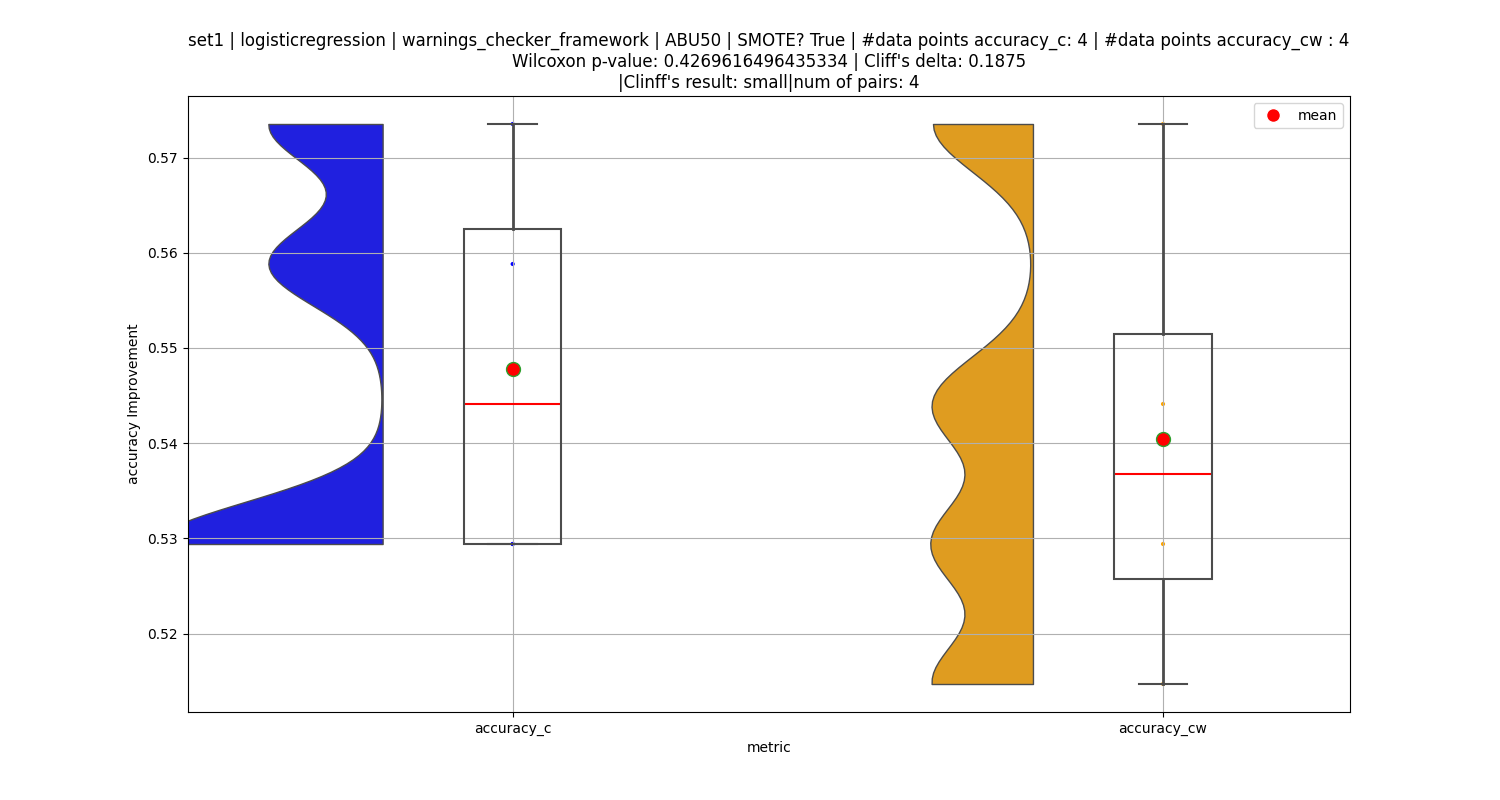 set1 | logisticregression | warnings_checker_framework | ABU50 | SMOTE? True | #data points accuracy_c: 4 | #data points accuracy_cw : 4
Wilcoxon p-value: 0.4269616496435334 | Cliff's delta: 0.1875
|Clinff's result: small|num of pairs: 4
mean
0.57
0.56
0.55
0.54
0.53
0.52
accuracy Improvement
accuracy_c
accuracy_cw
metric